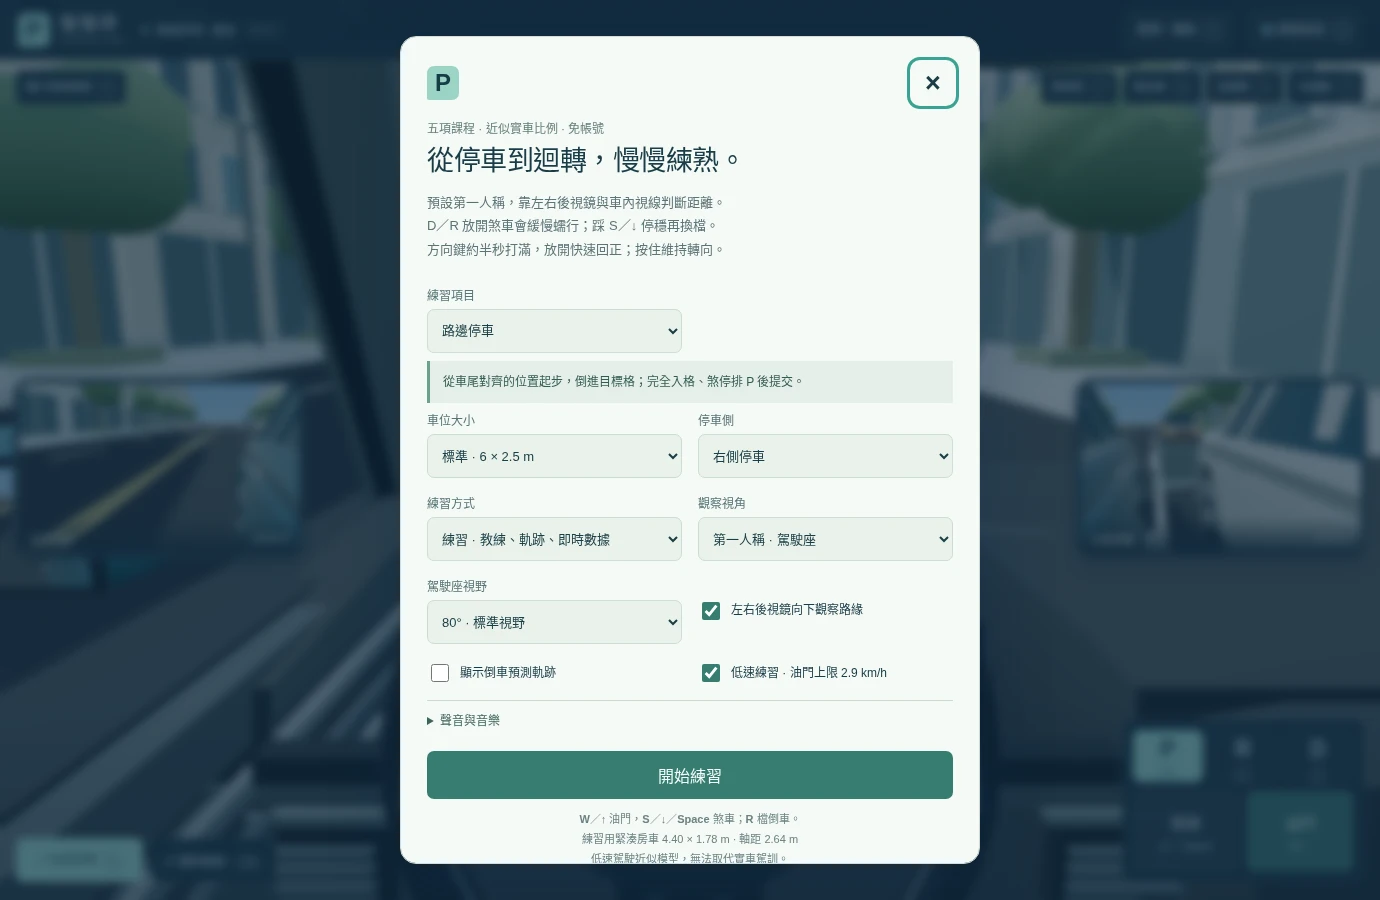 P
×
五項課程 · 近似實車比例 · 免帳號
從停車到迴轉，慢慢練熟。
預設第一人稱，靠左右後視鏡與車內視線判斷距離。
D／R 放開煞車會緩慢蠕行；踩 S／↓ 停穩再換檔。
方向鍵約半秒打滿，放開快速回正；按住維持轉向。
練習項目
路邊停車
從車尾對齊的位置起步，倒進目標格；完全入格、煞停排 P 後提交。
車位大小
停車側
標準 · 6 × 2.5 m
右側停車
練習方式
觀察視角
練習 · 教練、軌跡、即時數據
第一人稱 · 駕駛座
駕駛座視野
80° · 標準視野
左右後視鏡向下觀察路緣
顯示倒車預測軌跡
低速練習 · 油門上限 2.9 km/h
聲音與音樂
開始練習
W／↑ 油門，S／↓／Space 煞車；R 檔倒車。
練習用緊湊房車 4.40 × 1.78 m · 軸距 2.64 m
低速駕駛近似模型，無法取代實車駕訓。